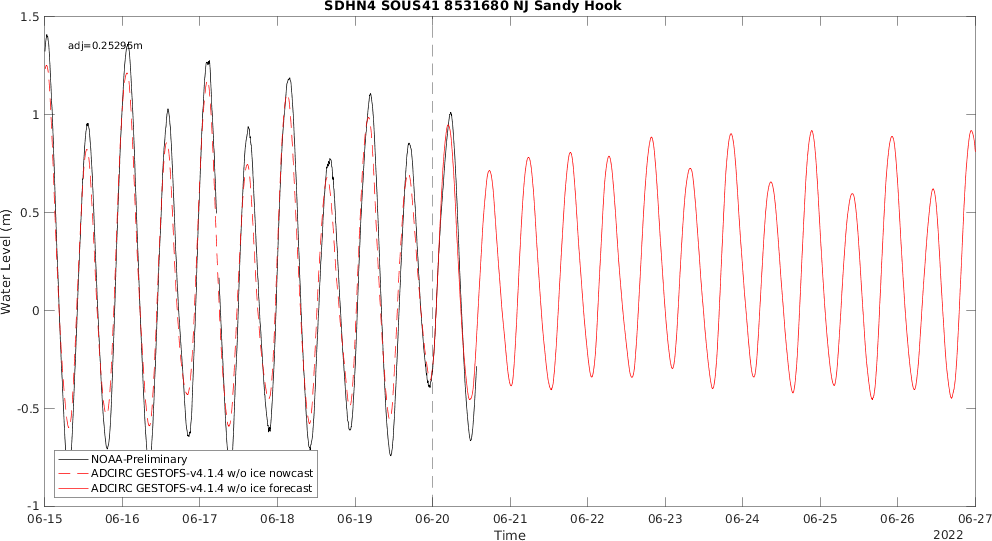 SDHN4 SOUS41 8531680 NJ Sandy Hook
1.5
adj=0.25295m
1
0.5
Water Level (m)
0
-0.5
NOAA-Preliminary
ADCIRC GESTOFS-v4.1.4 w/o ice nowcast
ADCIRC GESTOFS-v4.1.4 w/o ice forecast
-1
06-15 06-16 06-17 06-18 06-19 06-20 06-21 06-22 06-23 06-24 06-25 06-26 06-27
Time
2022